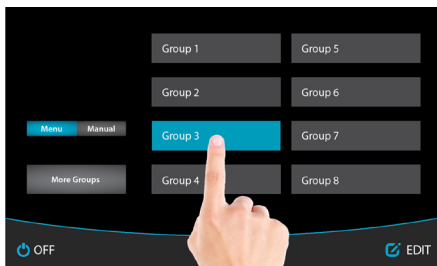 Group 1
Group 5
Group 2
Group 6
Menu
Manual
Group 3
Group 7
More Groups
Group 4
Group 8
OFF
EDIT